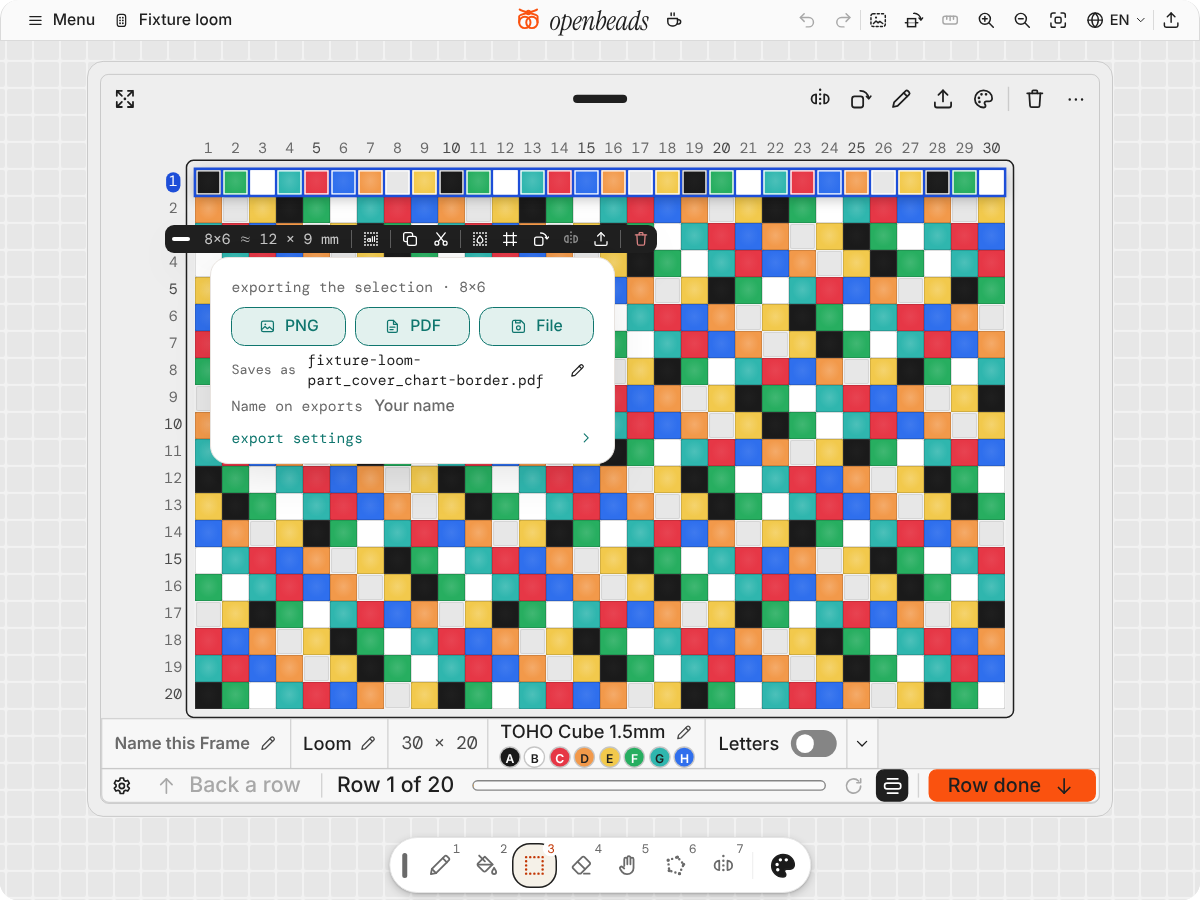 Menu
Fixture loom
openbeads
EN
1 2 3 4 5 6 7 8 9 10 11 12 13 14 15 16 17 18 19 20 21 22 23 24 25 26 27 28 29 30
1
2
8×6 ≈ 12 × 9 mm
4
exporting the selection · 8×6
5
6
PNG PDF File
7
8
Saves as fixture-loom-
part_cover_chart-border.pdf
9
Name on exports Your name
10
export settings
11
12
13
14
15
16
17
18
19
20
Name this Frame
Loom
30 × 20
TOHO Cube 1.5mm
A B C D E F G H
Letters
Back a row
Row 1 of 20
Row done
1 2 3 4 5 6 7